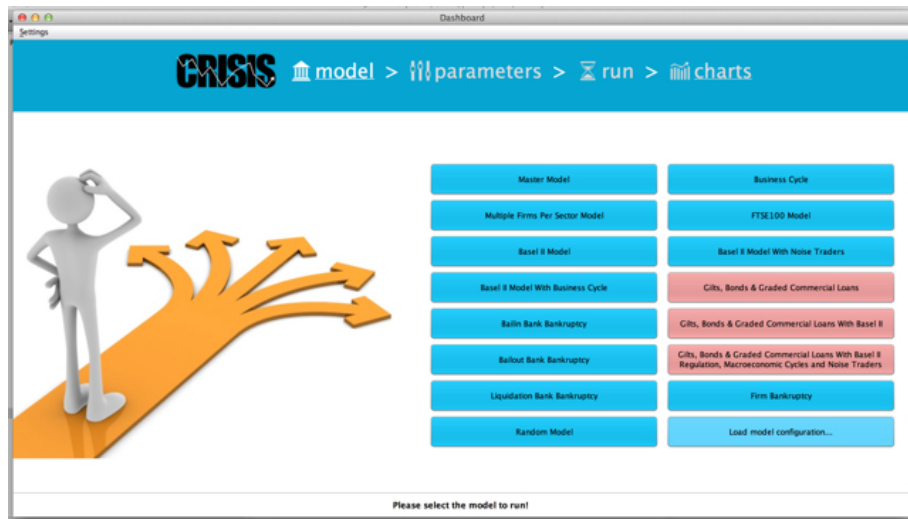 Dashboard
Settings
CRISIS model > parameters > run > charts
Master Model
Business Cycle
Multiple Firms Per Sector Model
FTSE100 Model
Basel II Model
Basel II Model With Noise Traders
Basel II Model With Business Cycle
Gilts, Bonds & Graded Commercial Loans
Bailin Bank Bankruptcy
Gilts, Bonds & Graded Commercial Loans With Basel II
Bailout Bank Bankruptcy
Gilts, Bonds & Graded Commercial Loans With Basel II
Regulation, Macroeconomic Cycles and Noise Traders
Liquidation Bank Bankruptcy
Firm Bankruptcy
Random Model
Load model configuration...
Please select the model to run!